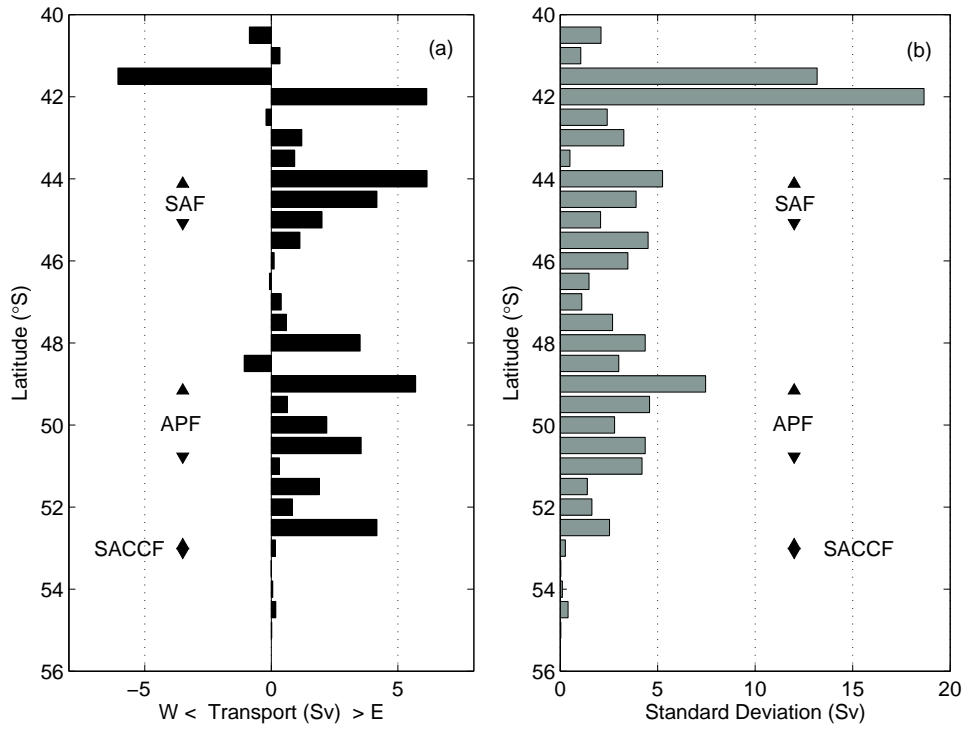 (a)
40
42
44
46
48
50
52
54
56
Latitude (°S)
SAF
APF
SACCF
−5
0
5
W < Transport (Sv) > E
(b)
40
42
44
46
48
50
52
54
56
Latitude (°S)
SAF
APF
SACCF
0
5
10
15
20
Standard Deviation (Sv)